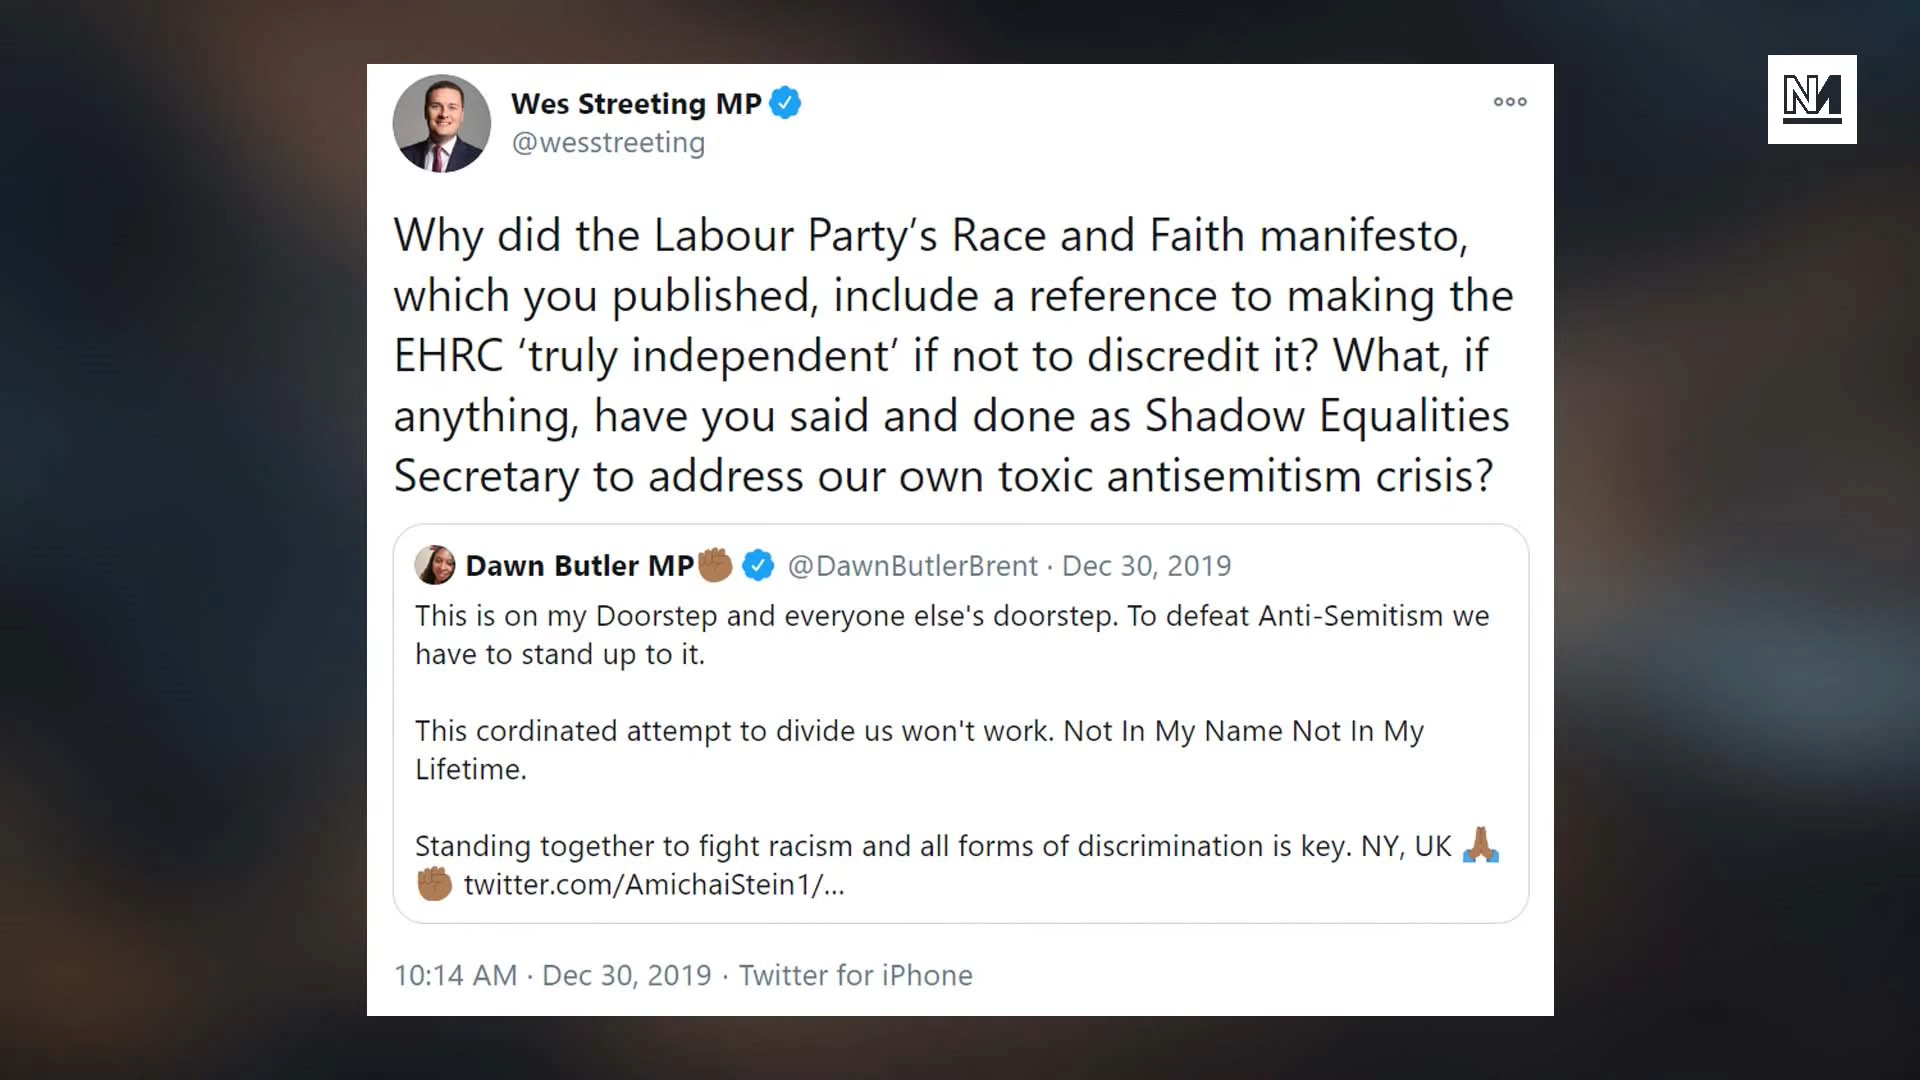 Wes Streeting MP
@wesstreeting
Why did the Labour Party’s Race and Faith manifesto,
which you published, include a reference to making the
EHRC ‘truly independent’ if not to discredit it? What, if
anything, have you said and done as Shadow Equalities
Secretary to address our own toxic antisemitism crisis?
Dawn Butler MP✊🏾 @DawnButlerBrent · Dec 30, 2019
This is on my Doorstep and everyone else's doorstep. To defeat Anti-Semitism we
have to stand up to it.
This cordinated attempt to divide us won't work. Not In My Name Not In My
Lifetime.
Standing together to fight racism and all forms of discrimination is key. NY, UK 🙏🏾
✊🏾 twitter.com/AmichaiStein1/...
10:14 AM · Dec 30, 2019 · Twitter for iPhone
NM